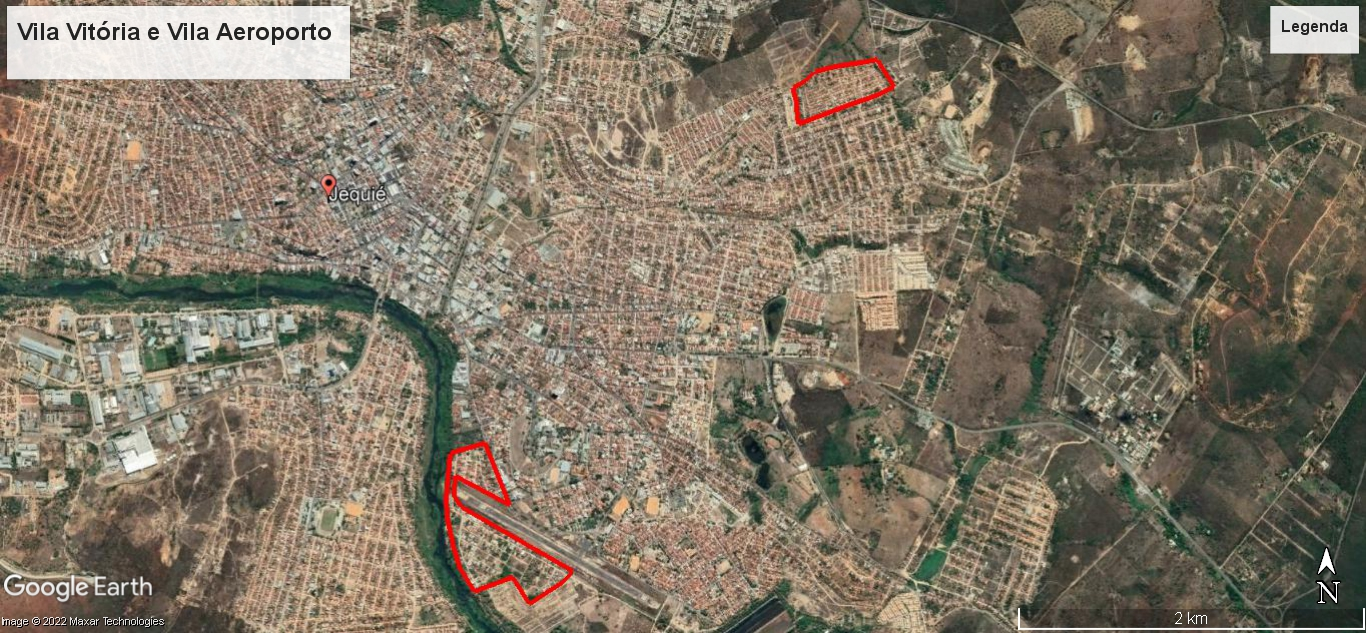 Vila Vitória e Vila Aeroporto
Legenda
Jequié
Google Earth
N
Image © 2022 Maxar Technologies
2 km